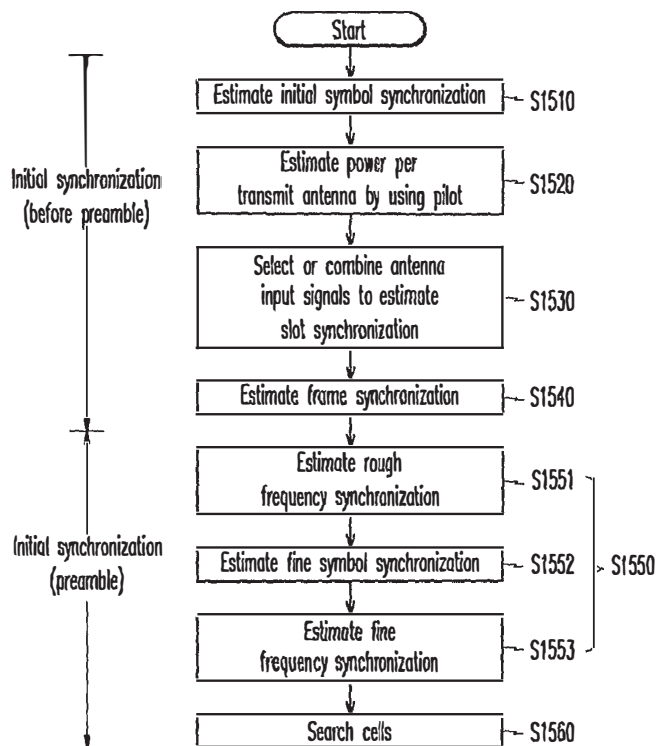 Start
Estimate initial symbol synchronization
S1510
Estimate power per
transmit antenna by using pilot
S1520
Initial synchronization
(before preamble)
Select or combine antenna
input signals to estimate
slot synchronization
S1530
Estimate frame synchronization
S1540
Estimate rough
frequency synchronization
S1551
Initial synchronization
(preamble)
Estimate fine symbol synchronization
S1552
S1550
Estimate fine
frequency synchronization
S1553
Search cells
S1560